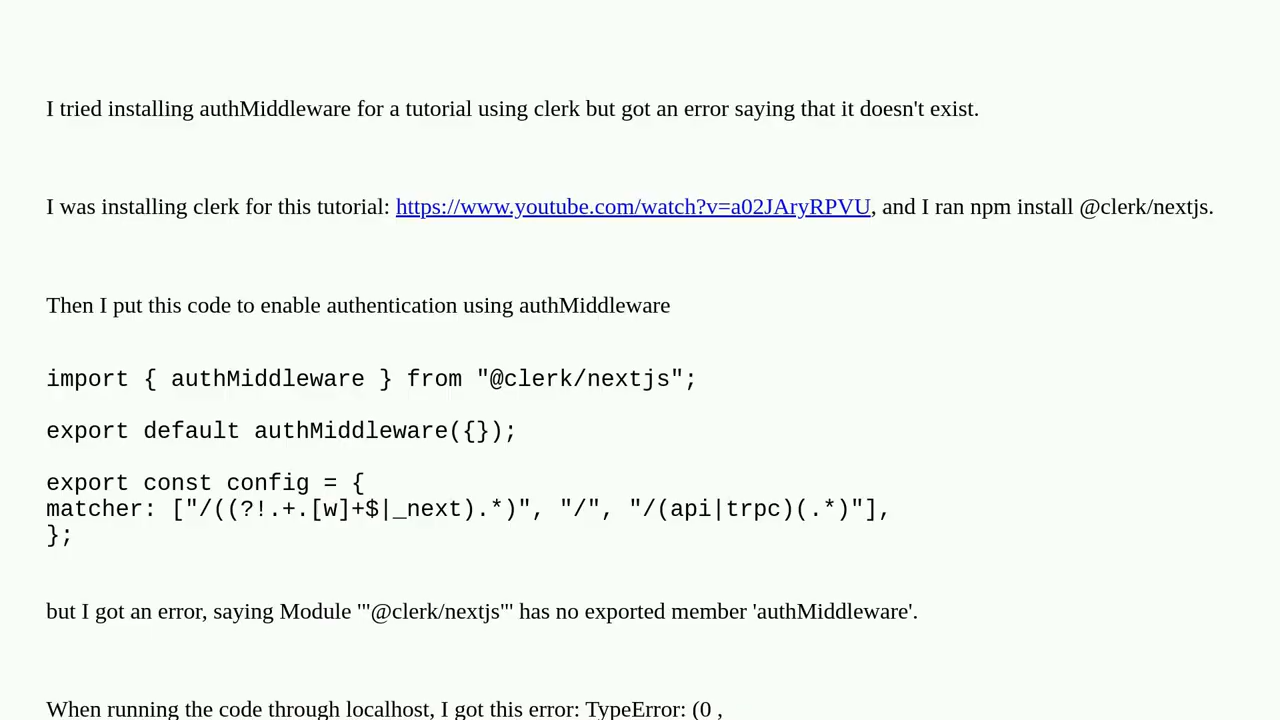 I tried installing authMiddleware for a tutorial using clerk but got an error saying that it doesn't exist.
I was installing clerk for this tutorial: https://www.youtube.com/watch?v=a02JAryRPVU, and I ran npm install @clerk/nextjs.
Then I put this code to enable authentication using authMiddleware
import { authMiddleware } from "@clerk/nextjs";
export default authMiddleware({});
export const config = {
matcher: ["/((?!.+.[w]+$|_next).*)", "/", "/(api|trpc)(.*)"],
};
but I got an error, saying Module '"@clerk/nextjs"' has no exported member 'authMiddleware'.
When running the code through localhost, I got this error: TypeError: (0 ,